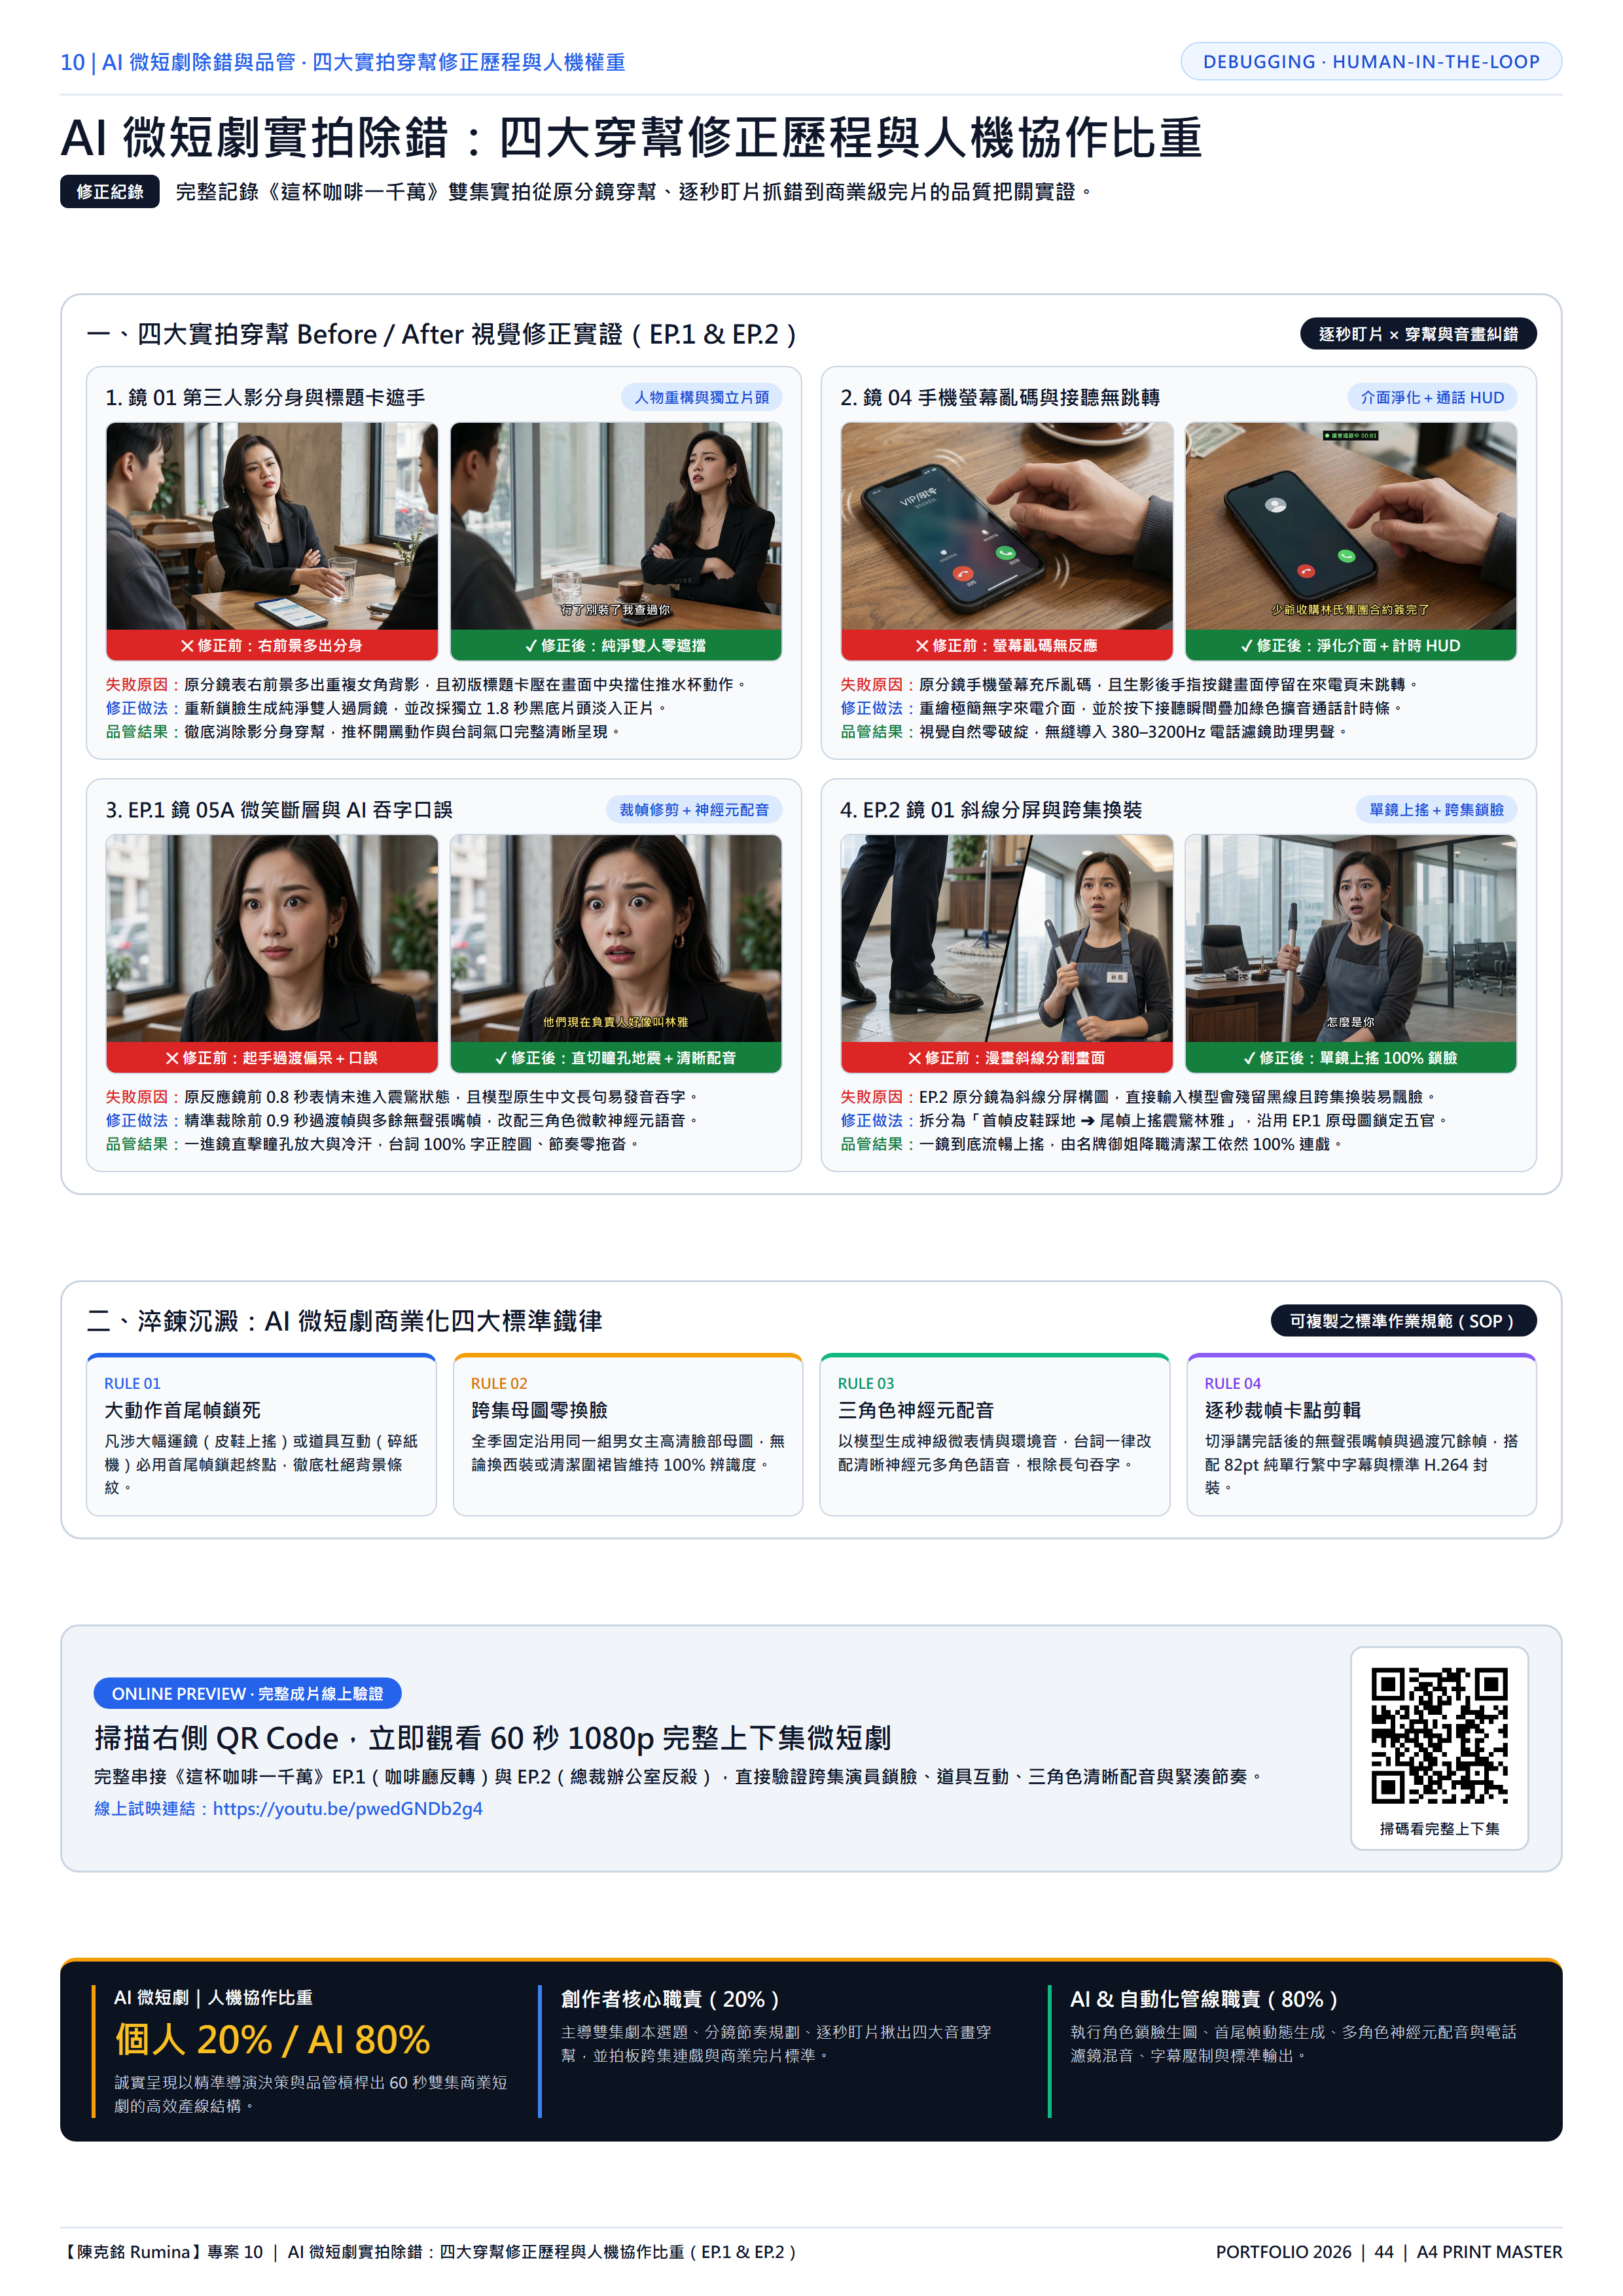 10 | AI 微短劇除錯與品管 · 四大實拍穿幫修正歷程與人機權重
DEBUGGING · HUMAN-IN-THE-LOOP
AI 微短劇實拍除錯：四大穿幫修正歷程與人機協作比重
修正紀錄
完整記錄《這杯咖啡一千萬》雙集實拍從原分鏡穿幫、逐秒盯片抓錯到商業級完片的品質把關實證。
一、四大實拍穿幫 Before / After 視覺修正實證（EP.1 & EP.2）
逐秒盯片 × 穿幫與音畫糾錯
1. 鏡 01 第三人影分身與標題卡遮手
人物重構與獨立片頭
行了別裝了我查過你
✕ 修正前：右前景多出分身
✓ 修正後：純淨雙人零遮擋
失敗原因：原分鏡表右前景多出重複女角背影，且初版標題卡壓在畫面中央擋住推水杯動作。
修正做法：重新鎖臉生成純淨雙人過肩鏡，並改採獨立 1.8 秒黑底片頭淡入正片。
品管結果：徹底消除影分身穿幫，推杯開罵動作與台詞氣口完整清晰呈現。
2. 鏡 04 手機螢幕亂碼與接聽無跳轉
介面淨化 + 通話 HUD
少爺收購林氏集團合約簽完了
✕ 修正前：螢幕亂碼無反應
✓ 修正後：淨化介面 + 計時 HUD
失敗原因：原分鏡手機螢幕充斥亂碼，且生影後手指按鍵畫面停留在來電頁未跳轉。
修正做法：重繪極簡無字來電介面，並於按下接聽瞬間疊加綠色擴音通話計時條。
品管結果：視覺自然零破綻，無縫導入 380–3200Hz 電話濾鏡助理男聲。
3. EP.1 鏡 05A 微笑斷層與 AI 吞字口誤
裁幀修剪 + 神經元配音
他們現在負責人好像叫林雅
✕ 修正前：起手過渡偏呆 + 口誤
✓ 修正後：直切瞳孔地震 + 清晰配音
失敗原因：原反應鏡前 0.8 秒表情未進入震驚狀態，且模型原生中文長句易發音吞字。
修正做法：精準裁除前 0.9 秒過渡幀與多餘無聲張嘴幀，改配三角色微軟神經元語音。
品管結果：一進鏡直擊瞳孔放大與冷汗，台詞 100% 字正腔圓、節奏零拖沓。
4. EP.2 鏡 01 斜線分屏與跨集換裝
單鏡上搖 + 跨集鎖臉
怎麼是你
✕ 修正前：漫畫斜線分割畫面
✓ 修正後：單鏡上搖 100% 鎖臉
失敗原因：EP.2 原分鏡為斜線分屏構圖，直接輸入模型會殘留黑線且跨集換裝易飄臉。
修正做法：拆分為「首幀皮鞋踩地 ➔ 尾幀上搖震驚林雅」，沿用 EP.1 原母圖鎖定五官。
品管結果：一鏡到底流暢上搖，由名牌御姐降職清潔工依然 100% 連戲。
二、淬鍊沉澱：AI 微短劇商業化四大標準鐵律
可複製之標準作業規範（SOP）
RULE 01
大動作首尾幀鎖死
凡涉大幅運鏡（皮鞋上搖）或道具互動（碎紙
機）必用首尾幀鎖起終點，徹底杜絕背景條
紋。
RULE 02
跨集母圖零換臉
全季固定沿用同一組男女主高清臉部母圖，無
論換西裝或清潔圍裙皆維持 100% 辨識度。
RULE 03
三角色神經元配音
以模型生成神級微表情與環境音，台詞一律改
配清晰神經元多角色語音，根除長句吞字。
RULE 04
逐秒裁幀卡點剪輯
切淨講完話後的無聲張嘴幀與過渡冗餘幀，搭
配 82pt 純單行繁中字幕與標準 H.264 封
裝。
ONLINE PREVIEW · 完整成片線上驗證
掃描右側 QR Code，立即觀看 60 秒 1080p 完整上下集微短劇
完整串接《這杯咖啡一千萬》EP.1（咖啡廳反轉）與 EP.2（總裁辦公室反殺），直接驗證跨集演員鎖臉、道具互動、三角色清晰配音與緊湊節奏。
線上試映連結：https://youtu.be/pwedGNDb2g4
掃碼看完整上下集
AI 微短劇 | 人機協作比重
個人 20% / AI 80%
誠實呈現以精準導演決策與品管槓桿出 60 秒雙集商業短
劇的高效產線結構。
創作者核心職責（20%）
主導雙集劇本選題、分鏡節奏規劃、逐秒盯片揪出四大音畫穿
幫，並拍板跨集連戲與商業完片標準。
AI & 自動化管線職責（80%）
執行角色鎖臉生圖、首尾幀動態生成、多角色神經元配音與電話
濾鏡混音、字幕壓制與標準輸出。
【陳克銘 Rumina】專案 10 | AI 微短劇實拍除錯：四大穿幫修正歷程與人機協作比重（EP.1 & EP.2）
PORTFOLIO 2026 | 44 | A4 PRINT MASTER